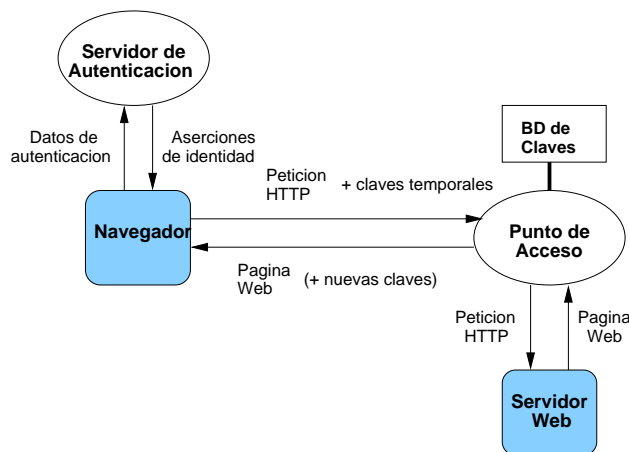 Servidor de
Autenticacion
Datos de
autenticacion
Aserciones
de identidad
BD de
Claves
Peticion
HTTP
+ claves temporales
Navegador
Punto de
Acceso
Pagina
Web
(+ nuevas claves)
Peticion
HTTP
Pagina
Web
Servidor
Web